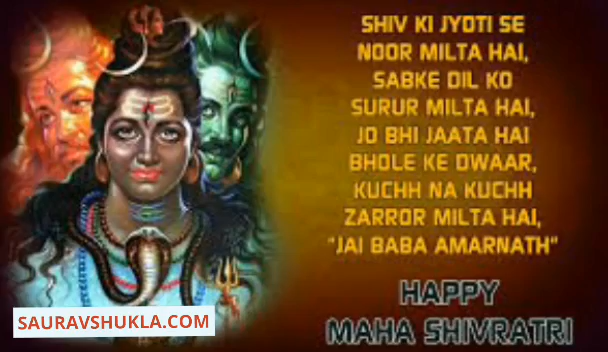 SHIV KI JYOTI SE
NOOR MILTA HAI,
SABKE DIL KO
SURUR MILTA HAI,
JO BHI JAATA HAI
BHOLE KE DWAAR,
KUCHH NA KUCHH
ZARROR MILTA HAI,
"JAI BABA AMARNATH"
HAPPY
MAHA SHIVRATRI
SAURAVSHUKLA.COM